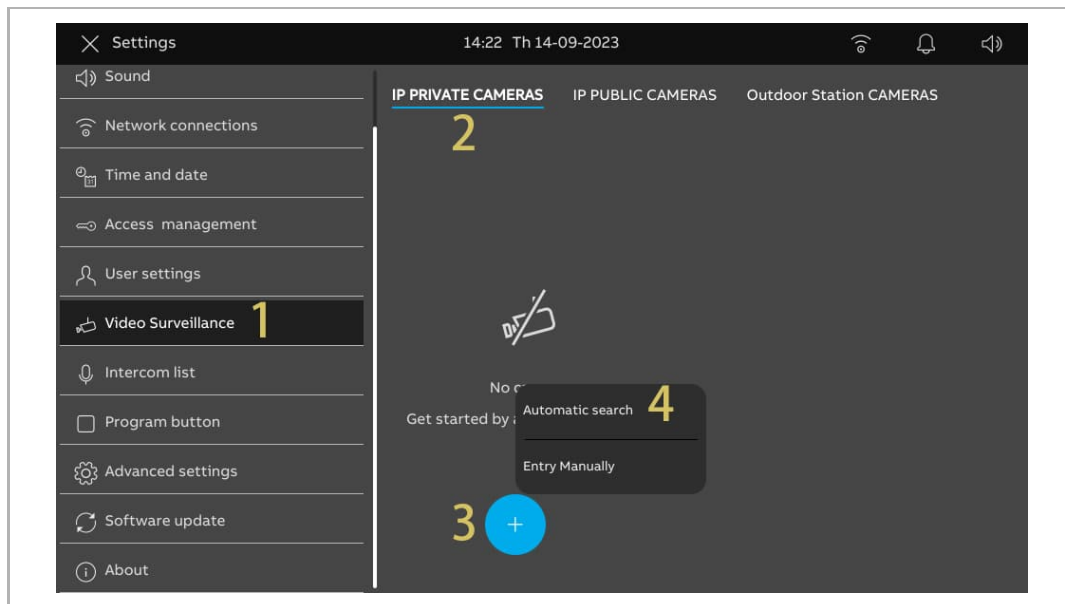 Settings
14:22 Th 14-09-2023
Sound
Network connections
Time and date
Access management
User settings
Video Surveillance 1
Intercom list
Program button
Advanced settings
Software update
About
IP PRIVATE CAMERAS IP PUBLIC CAMERAS Outdoor Station CAMERAS
2
No
Get started by
Automatic search 4
Entry Manually
3 +